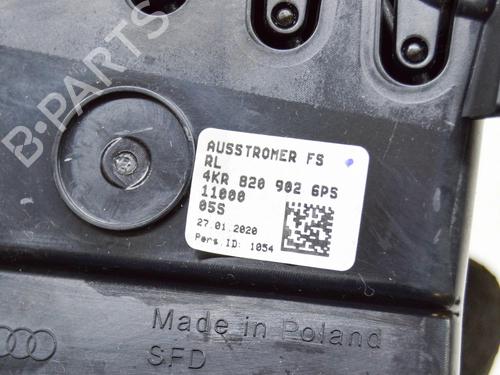 B-PARTS
AUSSTROMER FS
RL
4KR 820 902 6PS
11000
05S
27.01.2020
Pers.ID: 1054
Made in Poland
SFD